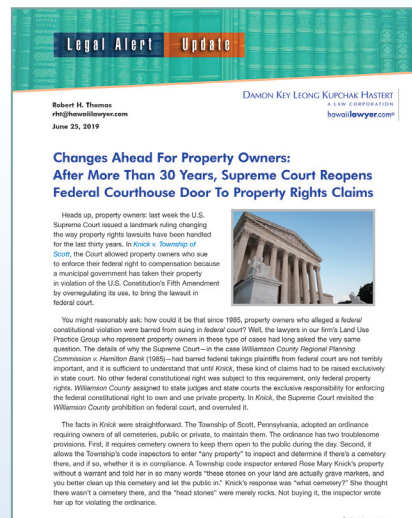 Legal Alert Update
DAMON KEY LEONG KUPCHAK HASTERT
A LAW CORPORATION
hawaiilawyer.com®
Robert H. Thomas
rht@hawaiilawyer.com
June 25, 2019
Changes Ahead For Property Owners:
After More Than 30 Years, Supreme Court Reopens
Federal Courthouse Door To Property Rights Claims
Heads up, property owners: last week the U.S.
Supreme Court issued a landmark ruling changing
the way property rights lawsuits have been handled
for the last thirty years. In Knick v. Township of
Scott, the Court allowed property owners who sue
to enforce their federal right to compensation because
a municipal government has taken their property
in violation of the U.S. Constitution's Fifth Amendment
by overregulating its use, to bring the lawsuit in
federal court.
You might reasonably ask: how could it be that since 1985, property owners who alleged a federal
constitutional violation were barred from suing in federal court? Well, the lawyers in our firm's Land Use
Practice Group who represent property owners in these type of cases had long asked the very same
question. The details of why the Supreme Court—in the case Williamson County Regional Planning
Commission v. Hamilton Bank (1985)—had barred federal takings plaintiffs from federal court are not terribly
important, and it is sufficient to understand that until Knick, these kind of claims had to be raised exclusively
in state court. No other federal constitutional right was subject to this requirement, only federal property
rights. Williamson County assigned to state judges and state courts the exclusive responsibility for enforcing
the federal constitutional right to own and use private property. In Knick, the Supreme Court revisited the
Williamson County prohibition on federal court, and overruled it.
The facts in Knick were straightforward. The Township of Scott, Pennsylvania, adopted an ordinance
requiring owners of all cemeteries, public or private, to maintain them. The ordinance has two troublesome
provisions. First, it requires cemetery owners to keep them open to the public during the day. Second, it
allows the Township's code inspectors to enter "any property" to inspect and determine if there's a cemetery
there, and if so, whether it is in compliance. A Township code inspector entered Rose Mary Knick's property
without a warrant and told her in so many words "these stones on your land are actually grave markers, and
you better clean up this cemetery and let the public in." Knick's response was "what cemetery?" She thought
there wasn't a cemetery there, and the "head stones" were merely rocks. Not buying it, the inspector wrote
her up for violating the ordinance.